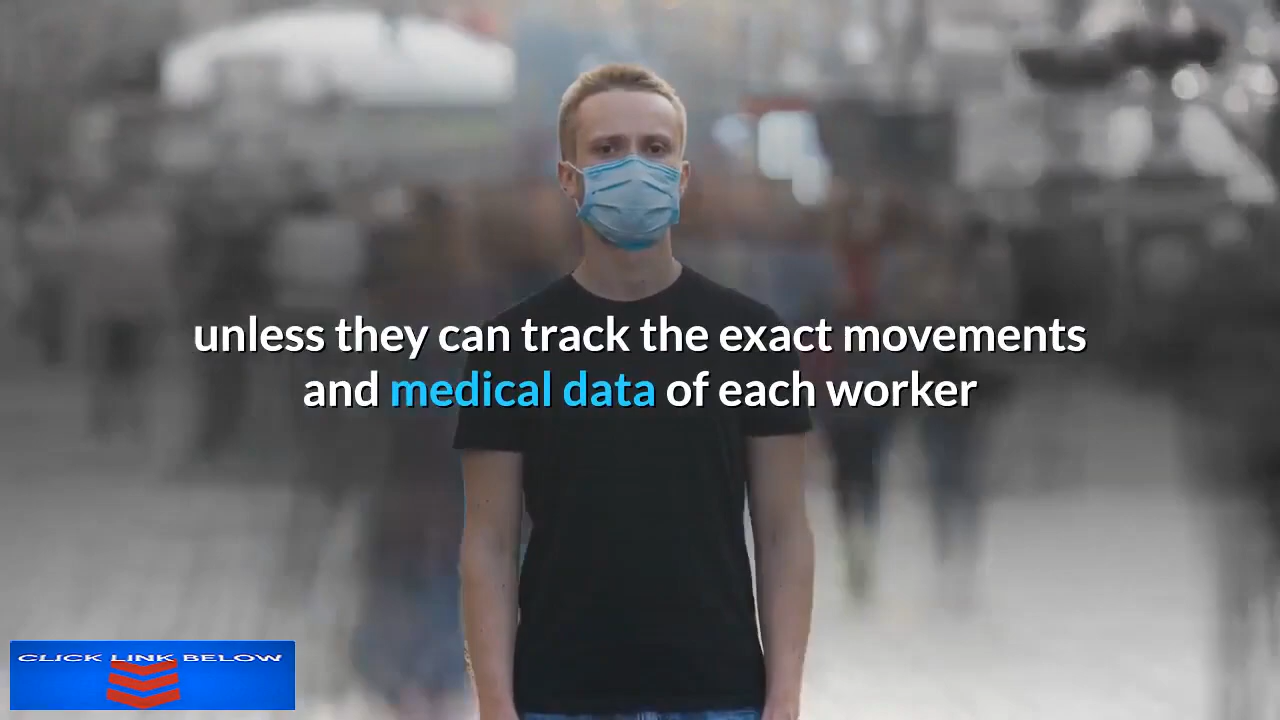 unless they can track the exact movements
and medical data of each worker
CLICK LINK BELOW